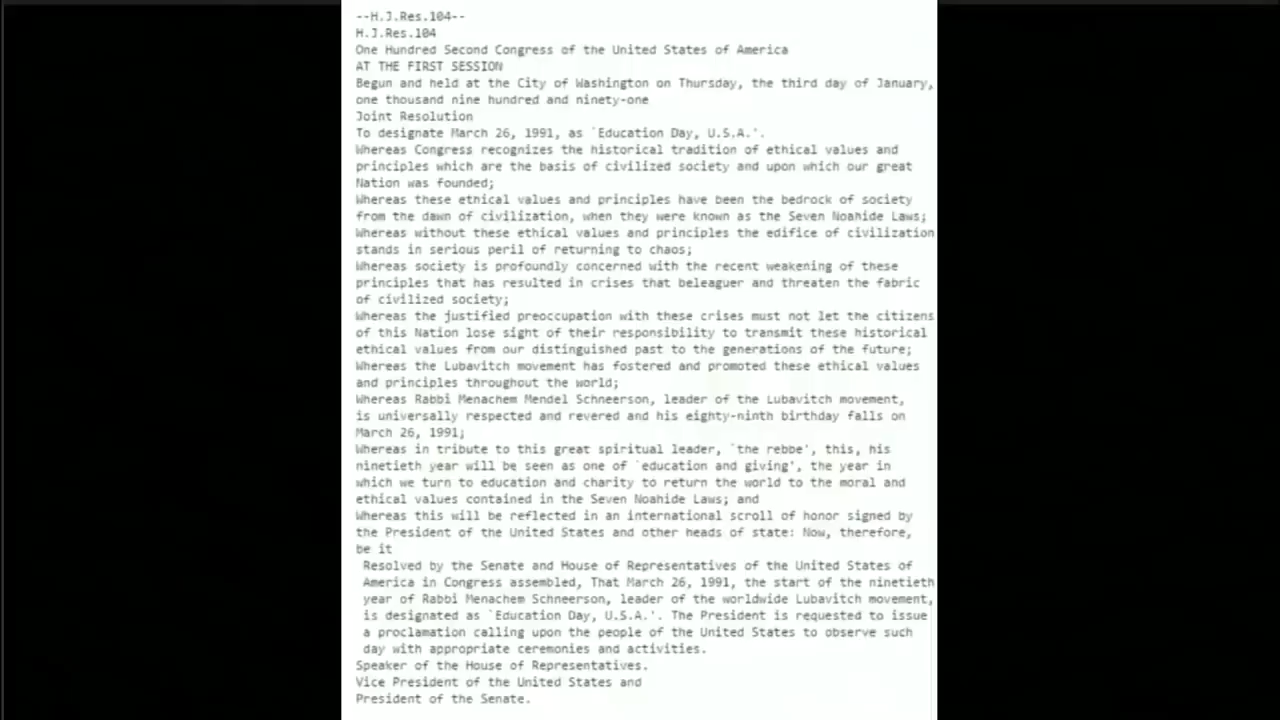 --H.J.Res.104--
H.J.Res.104
One Hundred Second Congress of the United States of America
AT THE FIRST SESSION
Begun and held at the City of Washington on Thursday, the third day of January,
one thousand nine hundred and ninety-one
Joint Resolution
To designate March 26, 1991, as `Education Day, U.S.A.'.
Whereas Congress recognizes the historical tradition of ethical values and
principles which are the basis of civilized society and upon which our great
Nation was founded;
Whereas these ethical values and principles have been the bedrock of society
from the dawn of civilization, when they were known as the Seven Noahide Laws;
Whereas without these ethical values and principles the edifice of civilization
stands in serious peril of returning to chaos;
Whereas society is profoundly concerned with the recent weakening of these
principles that has resulted in crises that beleaguer and threaten the fabric
of civilized society;
Whereas the justified preoccupation with these crises must not let the citizens
of this Nation lose sight of their responsibility to transmit these historical
ethical values from our distinguished past to the generations of the future;
Whereas the Lubavitch movement has fostered and promoted these ethical values
and principles throughout the world;
Whereas Rabbi Menachem Mendel Schneerson, leader of the Lubavitch movement,
is universally respected and revered and his eighty-ninth birthday falls on
March 26, 1991;
Whereas in tribute to this great spiritual leader, `the rebbe', this, his
ninetieth year will be seen as one of `education and giving', the year in
which we turn to education and charity to return the world to the moral and
ethical values contained in the Seven Noahide Laws; and
Whereas this will be reflected in an international scroll of honor signed by
the President of the United States and other heads of state: Now, therefore,
be it
Resolved by the Senate and House of Representatives of the United States of
America in Congress assembled, That March 26, 1991, the start of the ninetieth
year of Rabbi Menachem Schneerson, leader of the worldwide Lubavitch movement,
is designated as `Education Day, U.S.A.'. The President is requested to issue
a proclamation calling upon the people of the United States to observe such
day with appropriate ceremonies and activities.
Speaker of the House of Representatives.
Vice President of the United States and
President of the Senate.